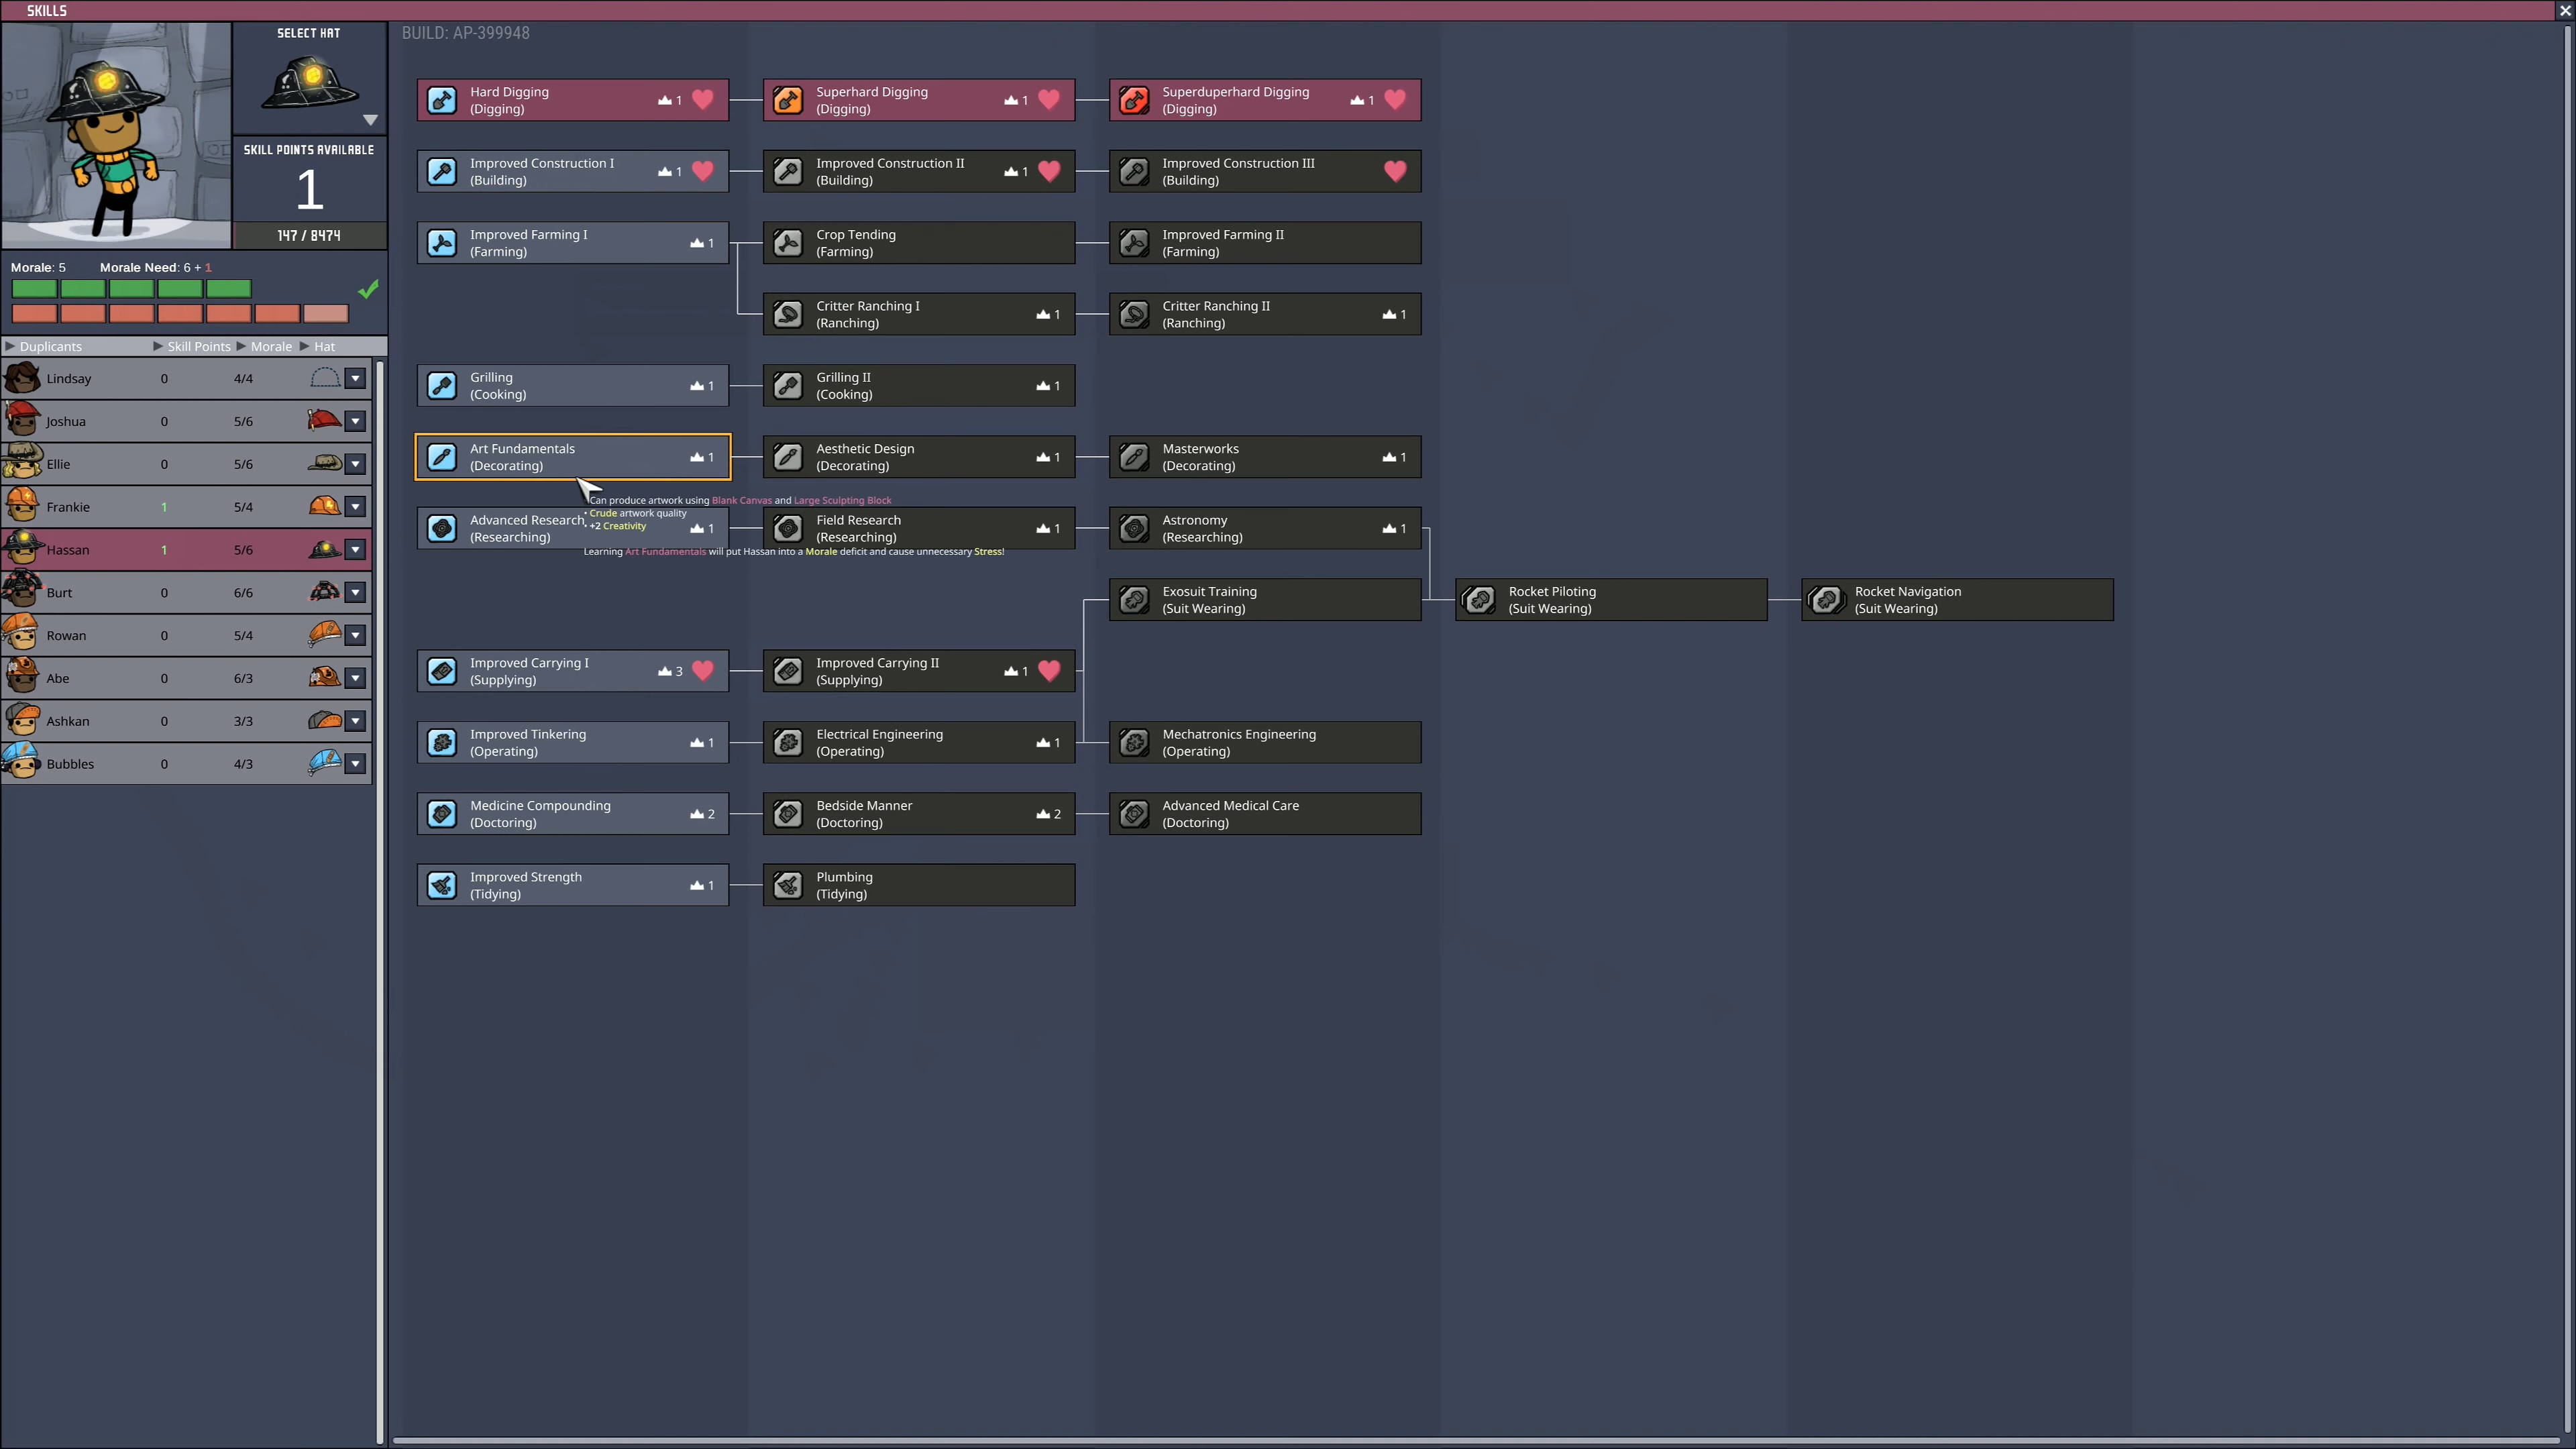 SKILLS
SELECT HAT
SKILL POINTS AVAILABLE
1
147 / 8474
Morale: 5 Morale Need: 6 + 1
Duplicants Skill Points Morale Hat
Lindsay 0 4/4
Joshua 0 5/6
Ellie 0 5/6
Frankie 1 5/4
Hassan 1 5/6
Burt 0 6/6
Rowan 0 5/4
Abe 0 6/3
Ashkan 0 3/3
Bubbles 0 4/3
BUILD: AP-399948
Hard Digging
(Digging)
1
Superhard Digging
(Digging)
1
Superduperhard Digging
(Digging)
1
Improved Construction I
(Building)
1
Improved Construction II
(Building)
1
Improved Construction III
(Building)
Improved Farming I
(Farming)
1
Crop Tending
(Farming)
Improved Farming II
(Farming)
Critter Ranching I
(Ranching)
1
Critter Ranching II
(Ranching)
1
Grilling
(Cooking)
1
Grilling II
(Cooking)
1
Art Fundamentals
(Decorating)
1
Aesthetic Design
(Decorating)
1
Masterworks
(Decorating)
1
Can produce artwork using Blank Canvas and Large Sculpting Block
• Crude artwork quality
• +2 Creativity
Learning Art Fundamentals will put Hassan into a Morale deficit and cause unnecessary Stress!
Advanced Research
(Researching)
1
Field Research
(Researching)
1
Astronomy
(Researching)
1
Exosuit Training
(Suit Wearing)
Rocket Piloting
(Suit Wearing)
Rocket Navigation
(Suit Wearing)
Improved Carrying I
(Supplying)
3
Improved Carrying II
(Supplying)
1
Improved Tinkering
(Operating)
1
Electrical Engineering
(Operating)
1
Mechatronics Engineering
(Operating)
Medicine Compounding
(Doctoring)
2
Bedside Manner
(Doctoring)
2
Advanced Medical Care
(Doctoring)
Improved Strength
(Tidying)
1
Plumbing
(Tidying)